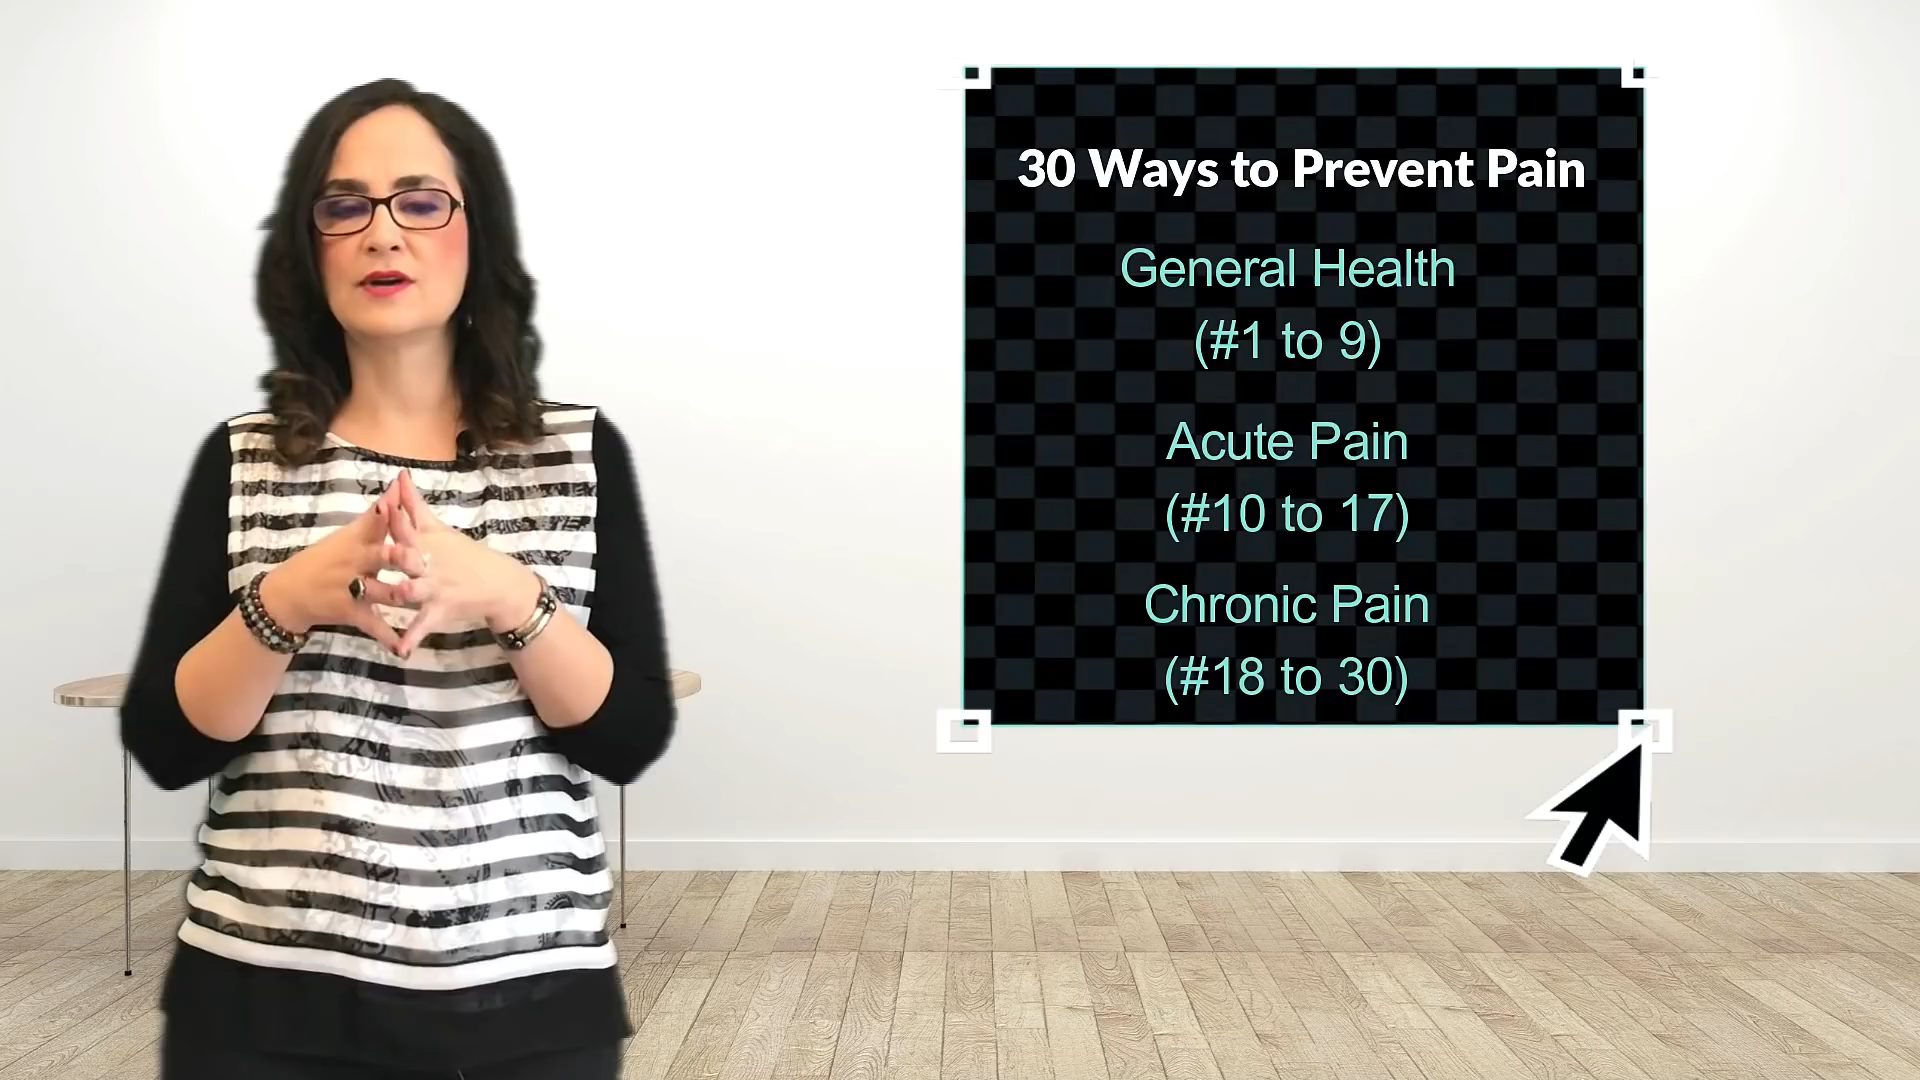 30 Ways to Prevent Pain
General Health
(#1 to 9)
Acute Pain
(#10 to 17)
Chronic Pain
(#18 to 30)